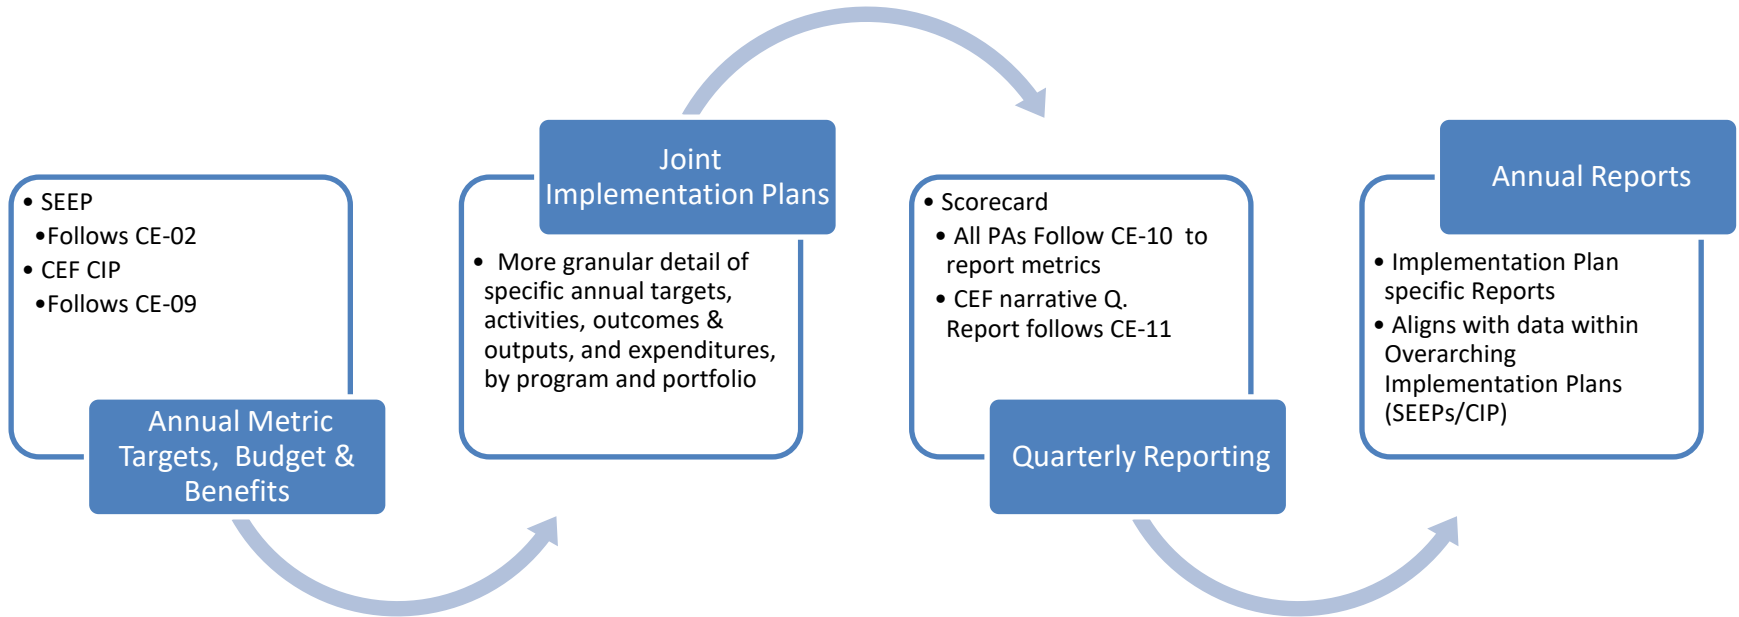 • SEEP
•Follows CE-02
• CEF CIP
•Follows CE-09
Annual Metric
Targets,  Budget &
Benefits
Joint
Implementation Plans
•  More granular detail of
specific annual targets,
activities, outcomes &
outputs, and expenditures,
by program and portfolio
• Scorecard
• All PAs Follow CE-10  to
report metrics
• CEF narrative Q.
Report follows CE-11
Quarterly Reporting
Annual Reports
• Implementation Plan
specific Reports
• Aligns with data within
Overarching
Implementation Plans
(SEEPs/CIP)